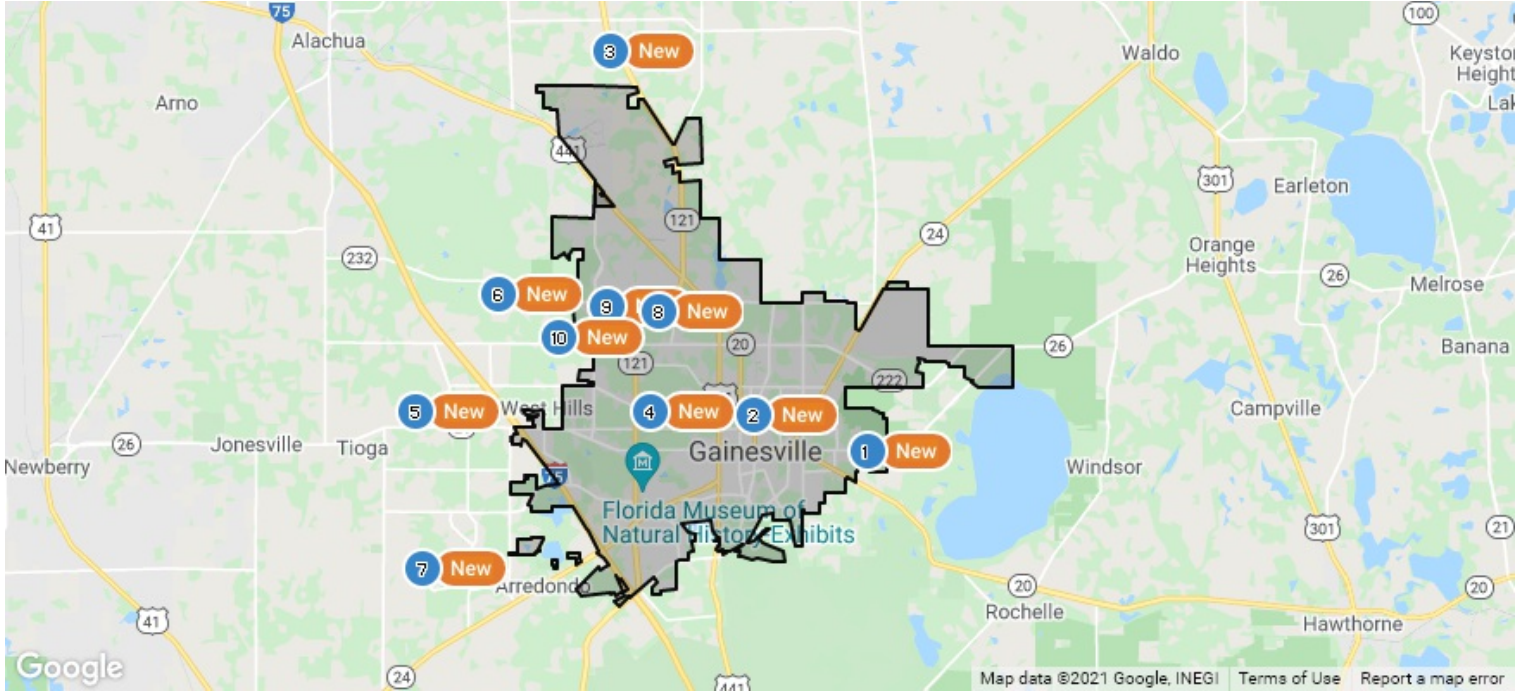 75
Alachua
3 New
Waldo
100
Keyston
Height
Lak
Arno
441
301
Earleton
41
121
24
232
Orange
Heights
26
Melrose
6 New
9
8 New
10 New
20
26
Banana
121
222
5 New
West Hills
4 New
2 New
Campville
26
Jonesville
Tioga
Gainesville
1 New
Newberry
75
Windsor
Florida Museum of
Natural History-Exhibits
301
21
7 New
Arredondo
20
20
41
Rochelle
Hawthorne
Google
24
441
Map data ©2021 Google, INEGI
Terms of Use
Report a map error